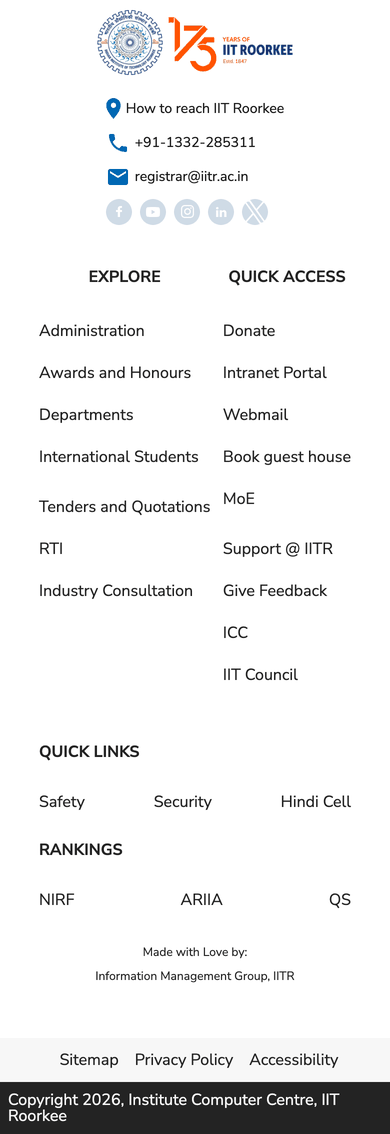 175 YEARS OF
IIT ROORKEE
Estd. 1847
How to reach IIT Roorkee
+91-1332-285311
registrar@iitr.ac.in
EXPLORE
Administration
Awards and Honours
Departments
International Students
Tenders and Quotations
RTI
Industry Consultation
QUICK ACCESS
Donate
Intranet Portal
Webmail
Book guest house
MoE
Support @ IITR
Give Feedback
ICC
IIT Council
QUICK LINKS
Safety Security Hindi Cell
RANKINGS
NIRF ARIIA QS
Made with Love by:
Information Management Group, IITR
Sitemap Privacy Policy Accessibility
Copyright 2026, Institute Computer Centre, IIT
Roorkee